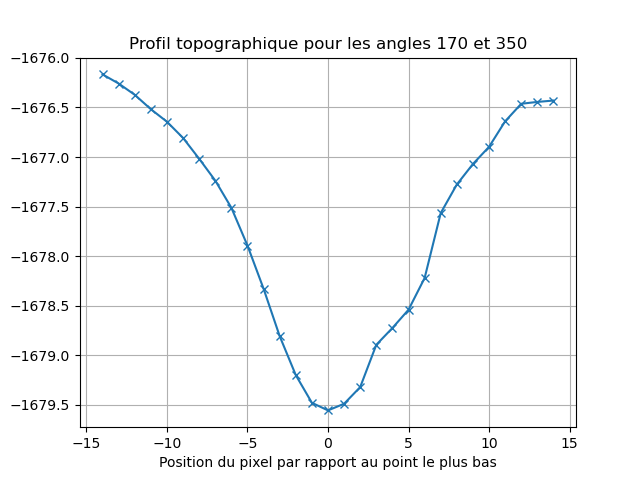 Profil topographique pour les angles 170 et 350
−1676.0
−1676.5
−1677.0
−1677.5
−1678.0
−1678.5
−1679.0
−1679.5
−15 −10 −5 0 5 10 15
Position du pixel par rapport au point le plus bas